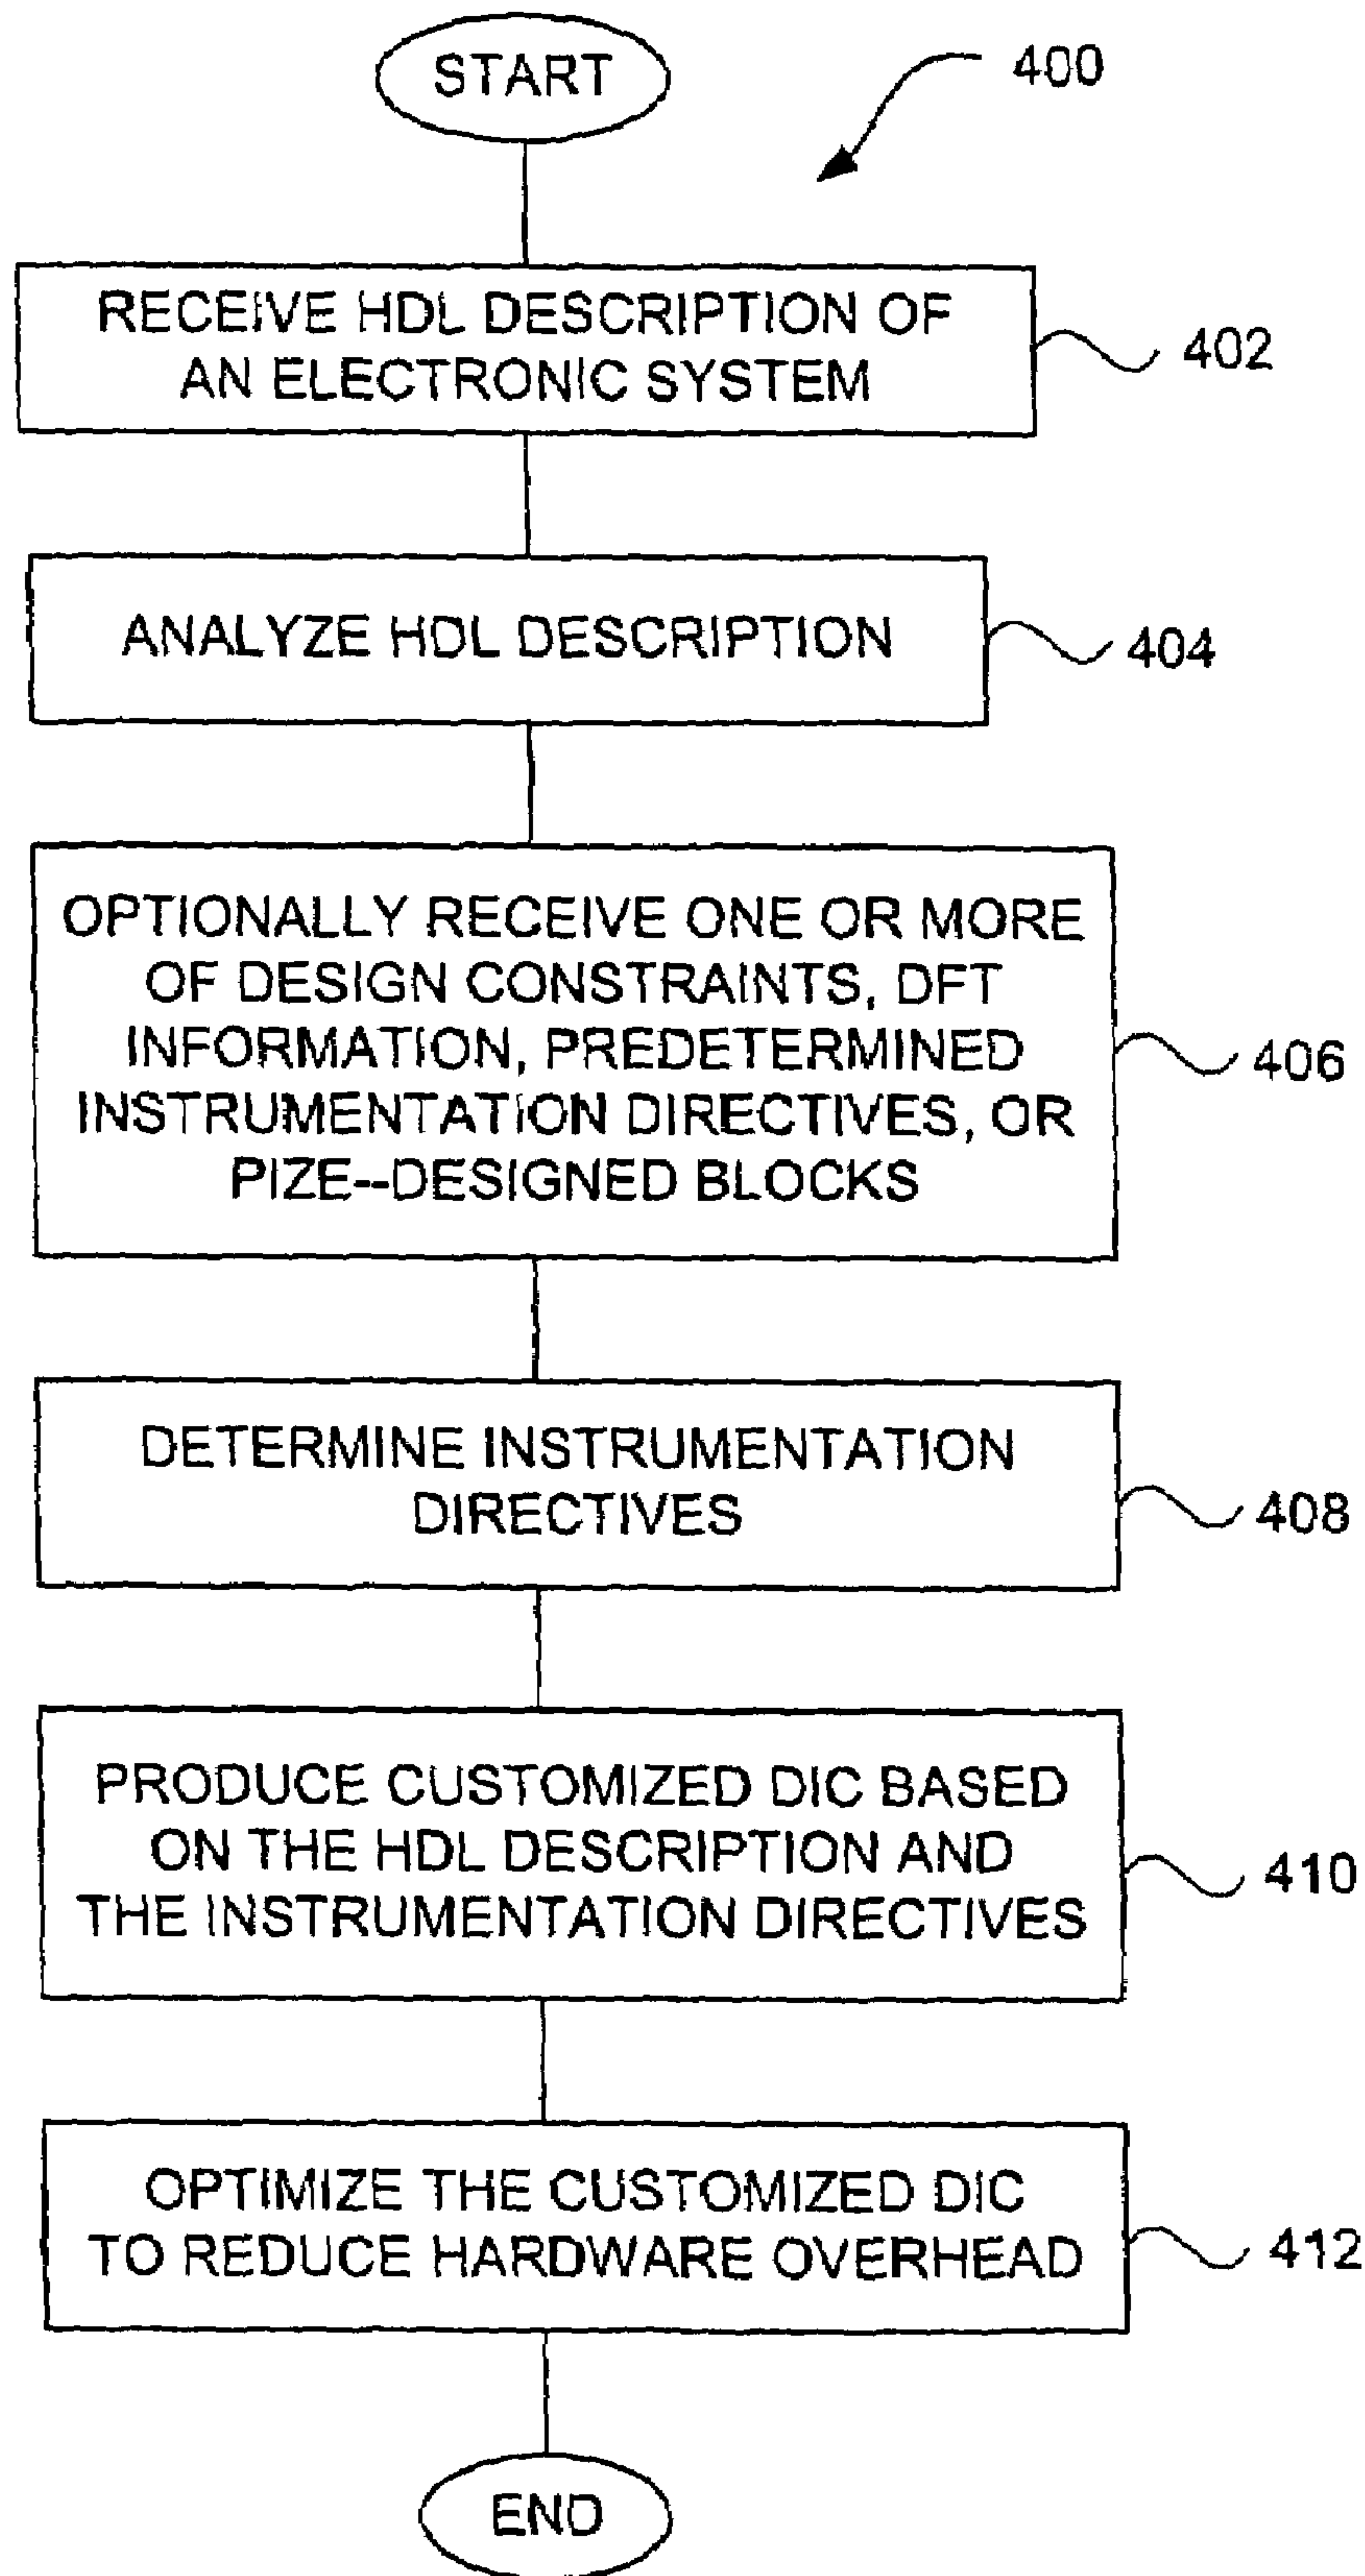 START
400
RECEIVE HDL DESCRIPTION OF
AN ELECTRONIC SYSTEM
402
ANALYZE HDL DESCRIPTION
404
OPTIONALLY RECEIVE ONE OR MORE
OF DESIGN CONSTRAINTS, DFT
INFORMATION, PREDETERMINED
INSTRUMENTATION DIRECTIVES, OR
PIZE--DESIGNED BLOCKS
406
DETERMINE INSTRUMENTATION
DIRECTIVES
408
PRODUCE CUSTOMIZED DIC BASED
ON THE HDL DESCRIPTION AND
THE INSTRUMENTATION DIRECTIVES
410
OPTIMIZE THE CUSTOMIZED DIC
TO REDUCE HARDWARE OVERHEAD
412
END